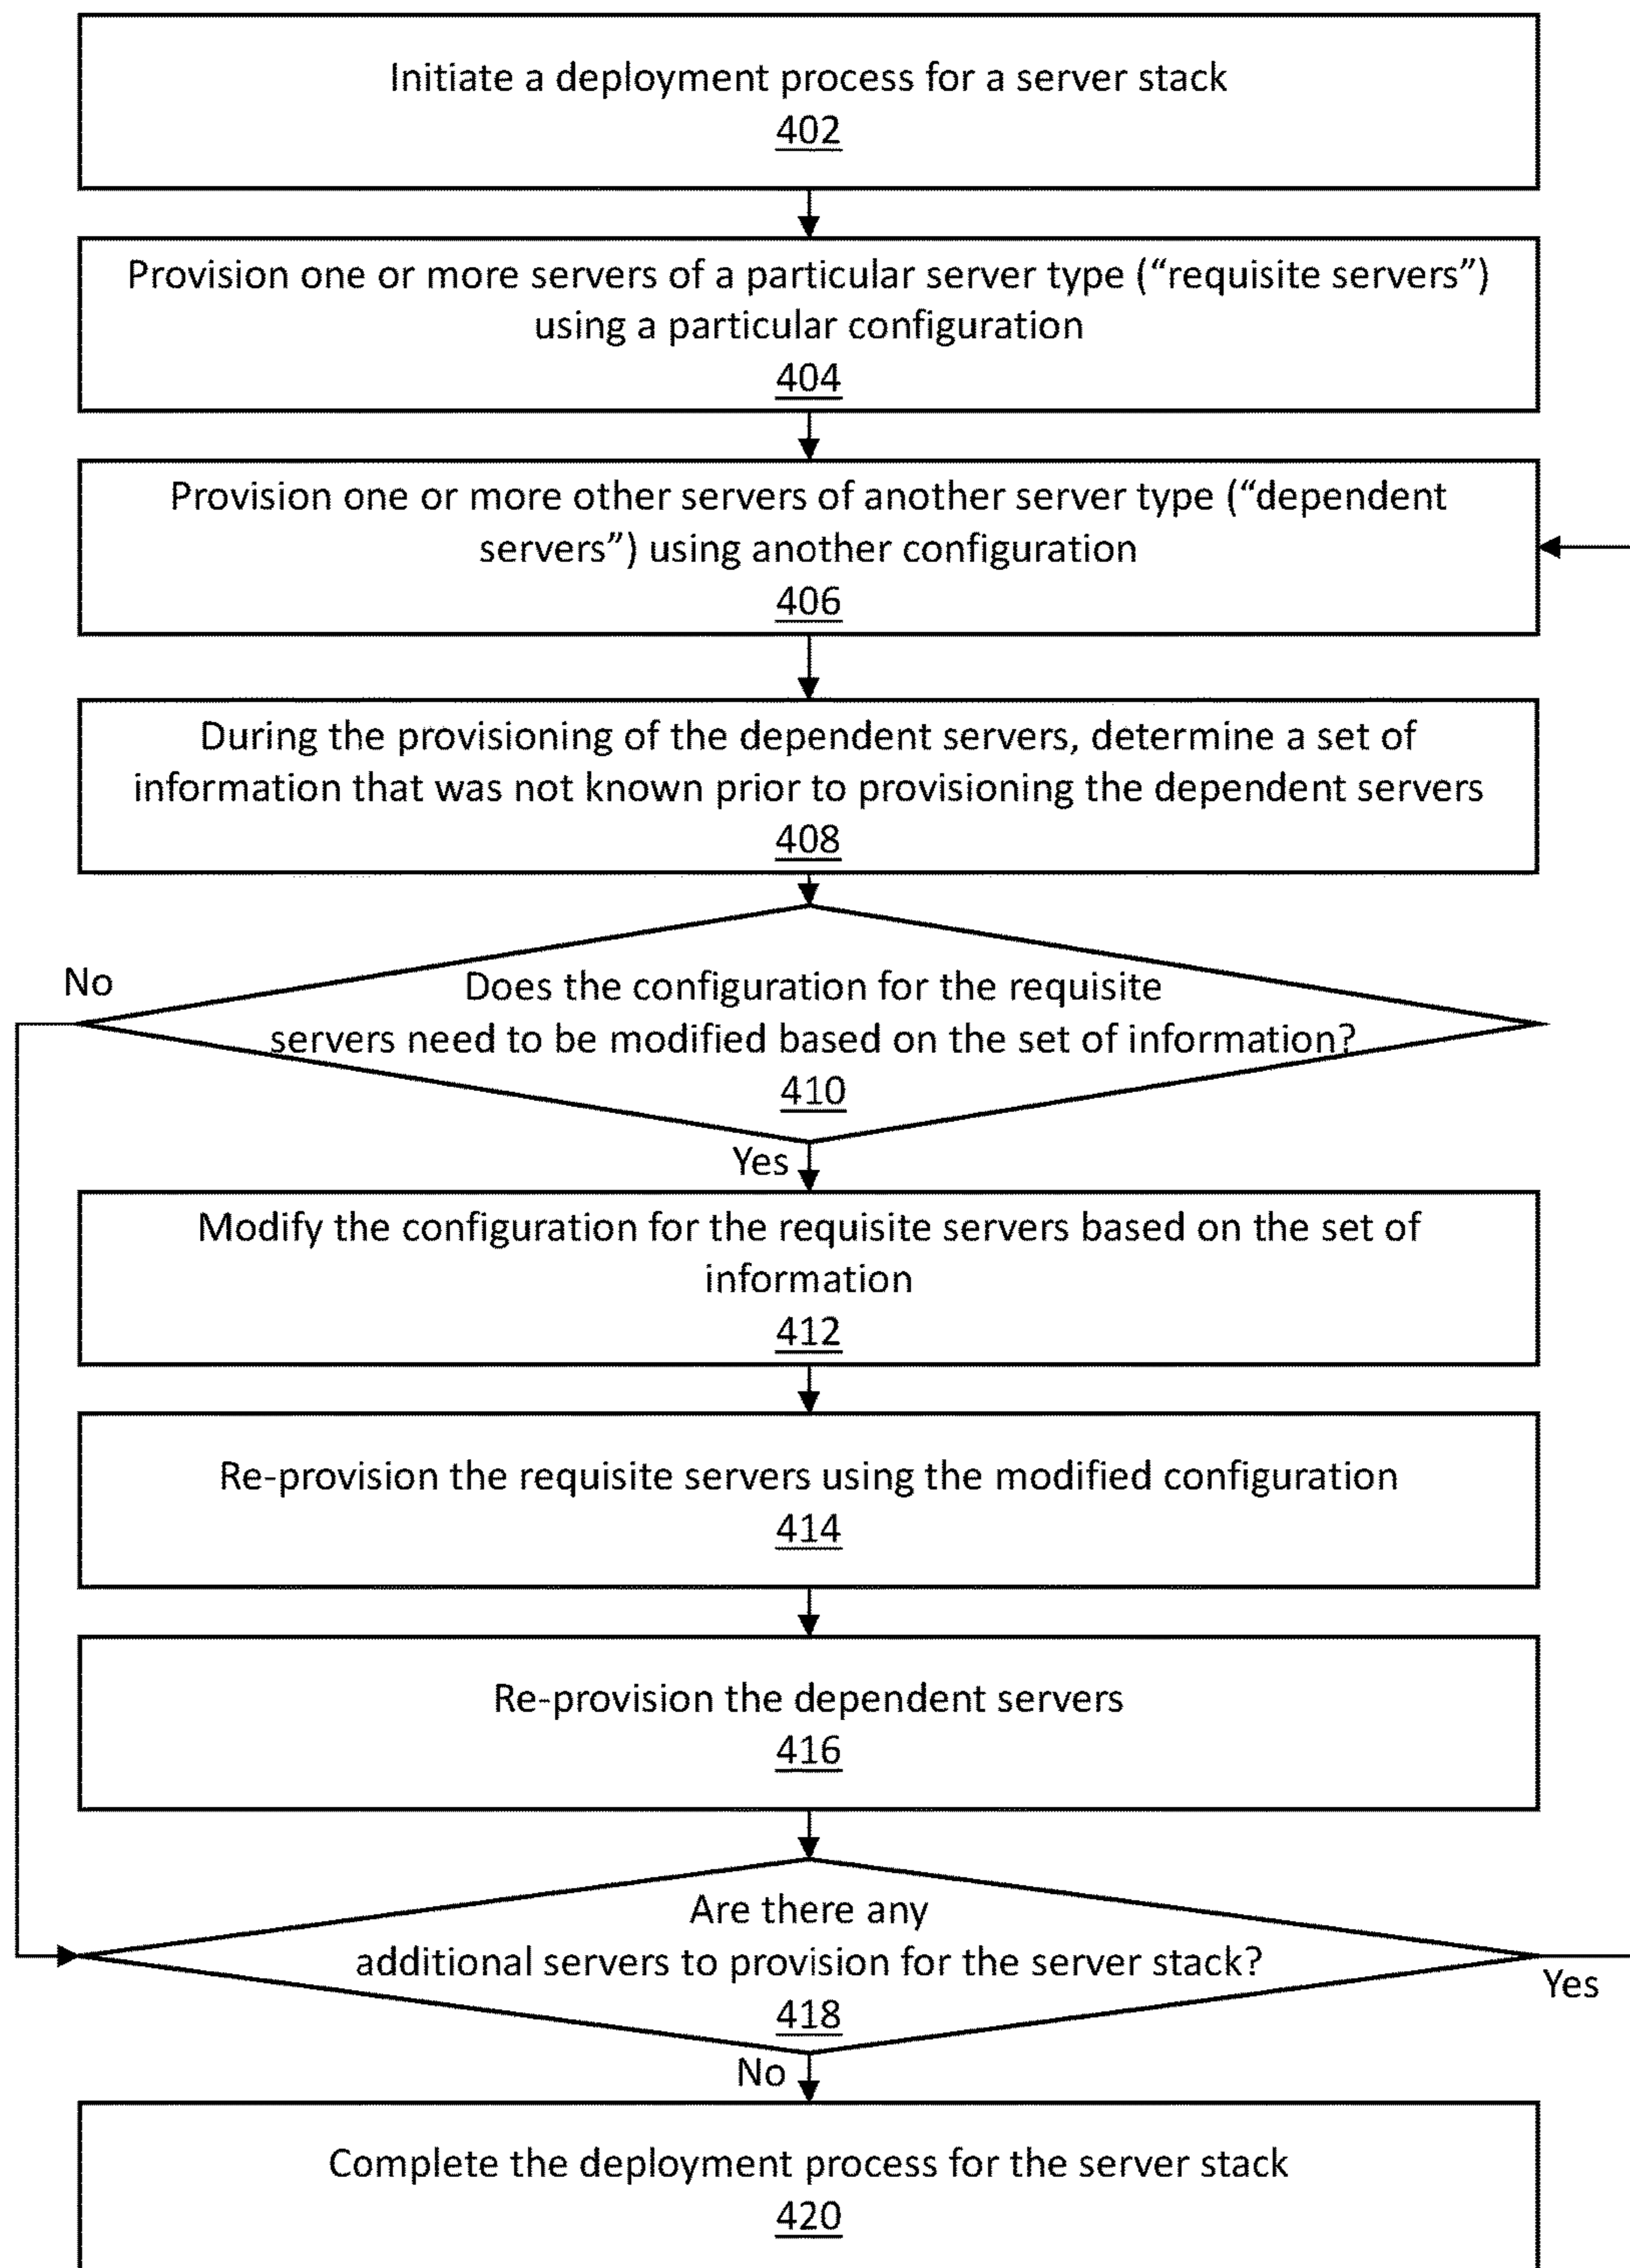 Initiate a deployment process for a server stack
402
Provision one or more servers of a particular server type (“requisite servers”)
using a particular configuration
404
Provision one or more other servers of another server type (“dependent
servers”) using another configuration
406
During the provisioning of the dependent servers, determine a set of
information that was not known prior to provisioning the dependent servers
408
No
Does the configuration for the requisite
servers need to be modified based on the set of information?
410
Yes
Modify the configuration for the requisite servers based on the set of
information
412
Re-provision the requisite servers using the modified configuration
414
Re-provision the dependent servers
416
Are there any
additional servers to provision for the server stack?
418
Yes
No
Complete the deployment process for the server stack
420